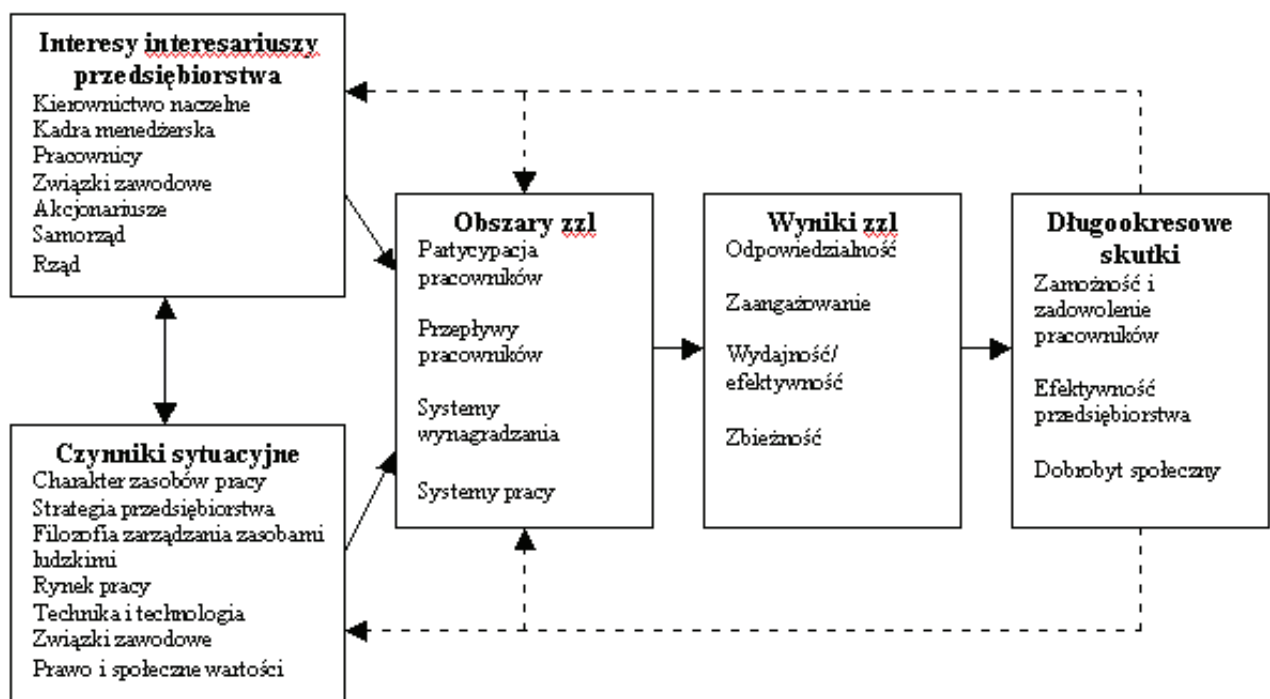 Interesy interesariuszy
przedsiębiorstwa
Kierownictwo naczelne
Kadra menedżerska
Pracownicy
Związki zawodowe
Akcjonariusze
Samorząd
Rząd
Czynniki sytuacyjne
Charakter zasobów pracy
Strategia przedsiębiorstwa
Filozofia zarządzania zasobami
ludzkimi
Rynek pracy
Technika i technologia
Związki zawodowe
Prawo i społeczne wartości
Obszary zzl
Partycypacja
pracowników
Przepływy
pracowników
Systemy
wynagradzania
Systemy pracy
Wyniki zzl
Odpowiedzialność
Zaangażowanie
Wydajność/
efektywność
Zbieżność
Długookresowe
skutki
Zamożność i
zadowolenie
pracowników
Efektywność
przedsiębiorstwa
Dobrobyt społeczny